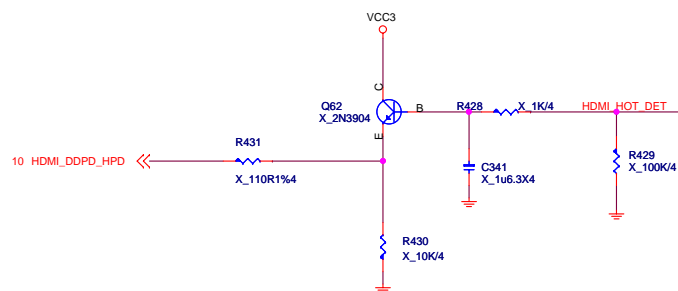 VCC3
C
Q62
X_2N3904
B
R428
X_1K/4
HDMI_HOT_DET
E
R431
10 HDMI_DDPD_HPD
X_110R1%4
C341
X_1u6.3X4
R429
X_100K/4
R430
X_10K/4